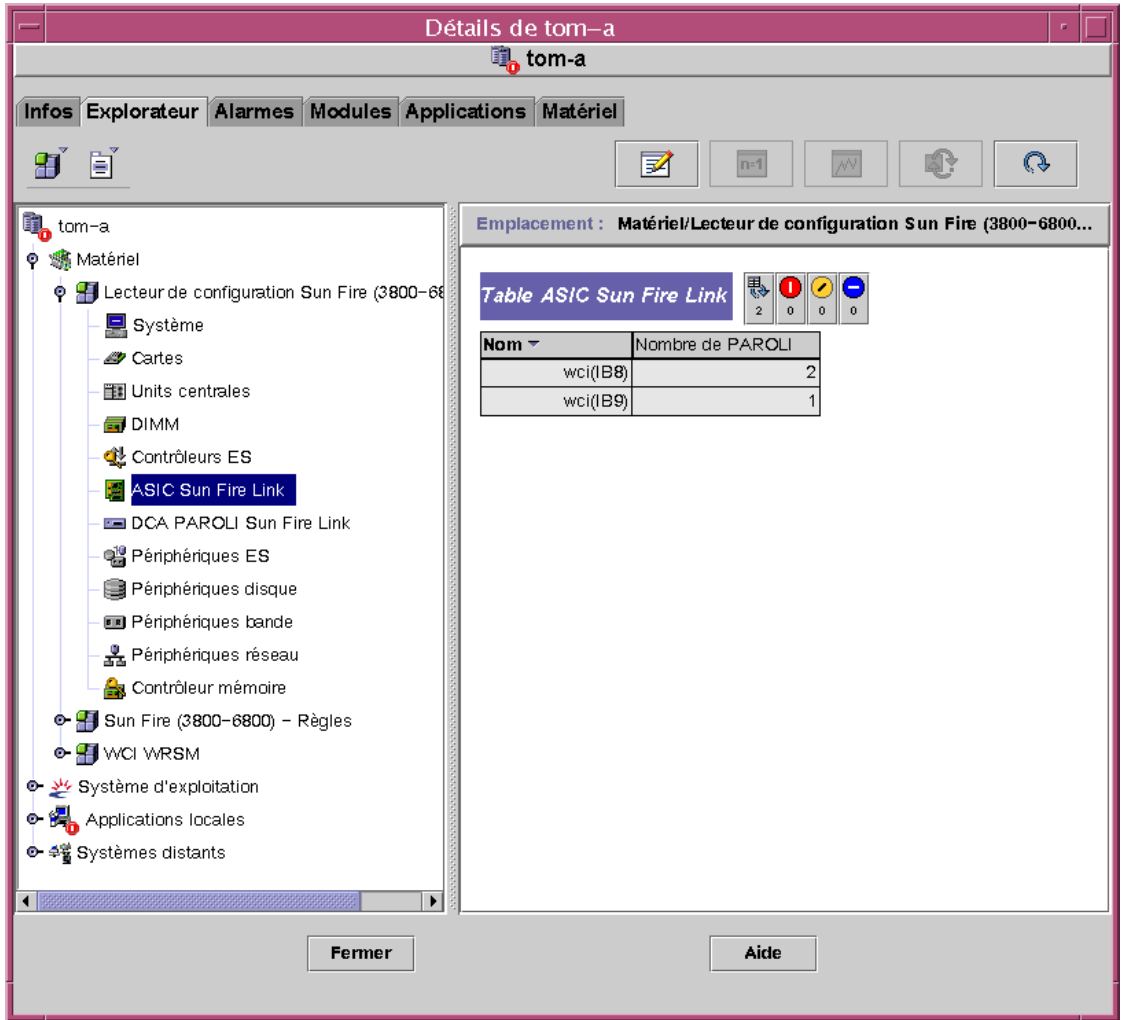 Détails de tom–a
tom-a
Infos Explorateur Alarmes Modules Applications Matériel
n=1
tom–a
Matériel
Lecteur de configuration Sun Fire (3800–68
Système
Cartes
Units centrales
DIMM
Contrôleurs ES
ASIC Sun Fire Link
DCA PAROLI Sun Fire Link
Périphériques ES
Périphériques disque
Périphériques bande
Périphériques réseau
Contrôleur mémoire
Sun Fire (3800–6800) – Règles
WCI WRSM
Système d'exploitation
Applications locales
Systèmes distants
Emplacement : Matériel/Lecteur de configuration Sun Fire (3800–6800...
Table ASIC Sun Fire Link
2 0 0 0
Nom Nombre de PAROLI
wci(IB8) 2
wci(IB9) 1
Fermer Aide